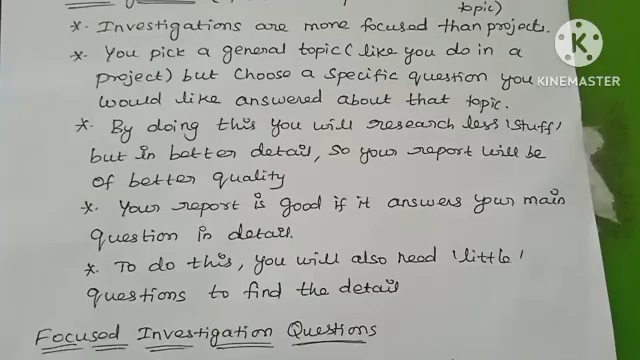 topic)
*. Investigations are more focused than project.
*. You pick a general topic (like you do in a
project) but choose a specific question you
would like answered about that topic.
*. By doing this you will research less 'stuff'
but in better detail, so your report will be
of better quality
*. Your report is good if it answers your main
question in detail.
*. To do this, you will also need 'little'
questions to find the detail
Focused Investigation Questions
K
KINEMASTER